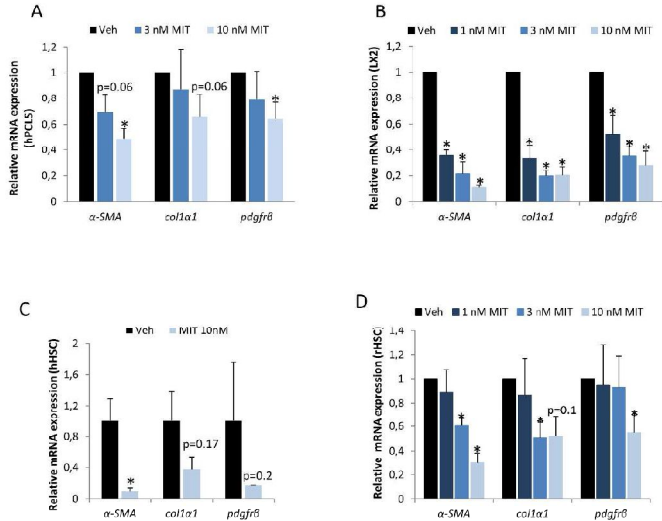 A
Veh 3 nM MIT 10 nM MIT
Relative mRNA expression
[hPCLS)
1,2
1
0,8
0,6
0,4
0,2
0
p=0.06
*
p=0.06
*
α-SMA col1α1 pdgfrß
B
Veh 1 nM MIT 3 nM MIT 10 nM MIT
Relative mRNA expression (LX2)
1,2
1
0,8
0,6
0,4
0,2
0
* * *
* * *
* * *
α-SMA col1α1 pdgfrß
C
Veh MIT 10nM
Relative mRNA expression (hHSC)
2
1,6
1,2
0,8
0,4
0
*
p=0.17
p=0.2
α-SMA col1α1 pdgfrß
D
Veh 1 nM MIT 3 nM MIT 10 nM MIT
Relative mRNA expression (rHSC)
1,4
1,2
1
0,8
0,6
0,4
0,2
0
* *
* p=0.1
*
α-SMA col1α1 pdgfrß